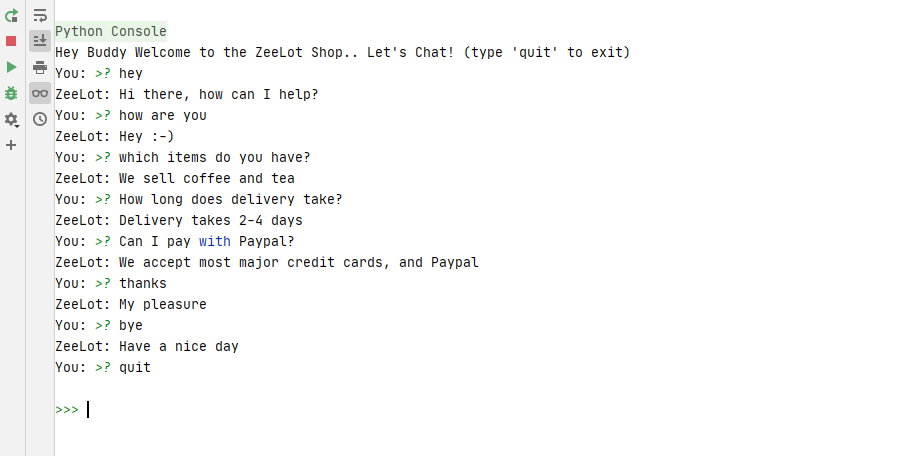 Python Console
Hey Buddy Welcome to the ZeeLot Shop.. Let's Chat! (type 'quit' to exit)
You: >? hey
ZeeLot: Hi there, how can I help?
You: >? how are you
ZeeLot: Hey :-)
You: >? which items do you have?
ZeeLot: We sell coffee and tea
You: >? How long does delivery take?
ZeeLot: Delivery takes 2-4 days
You: >? Can I pay with Paypal?
ZeeLot: We accept most major credit cards, and Paypal
You: >? thanks
ZeeLot: My pleasure
You: >? bye
ZeeLot: Have a nice day
You: >? quit
>>>